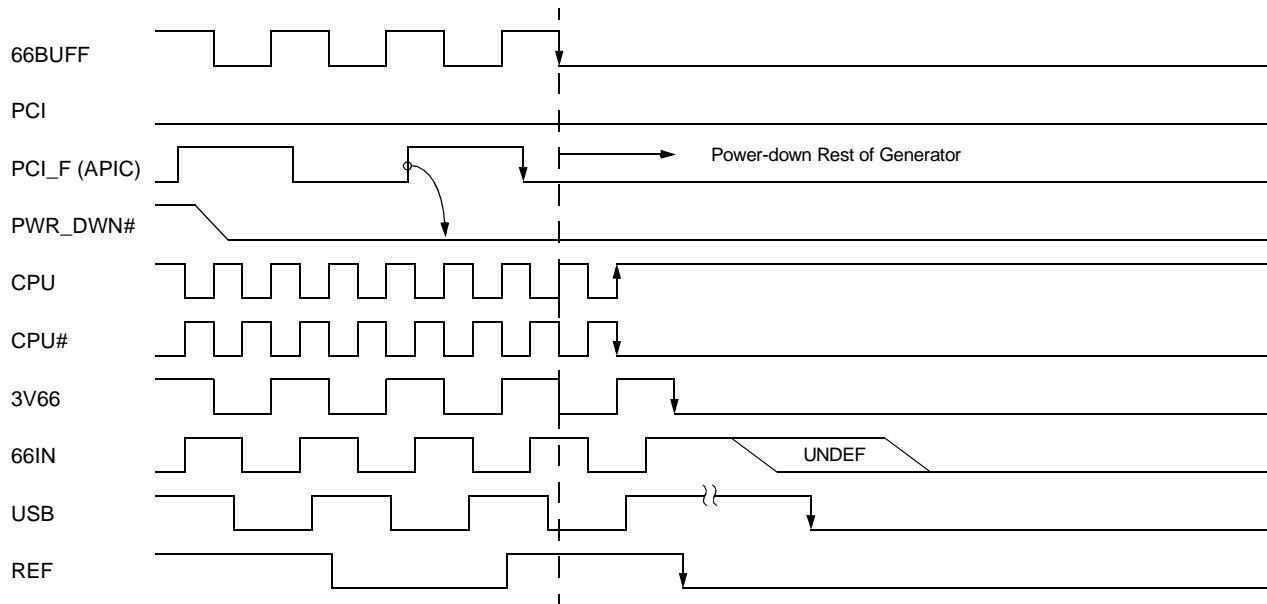 66BUFF
PCI
PCI_F (APIC)
Power-down Rest of Generator
PWR_DWN#
CPU
CPU#
3V66
66IN
UNDEF
USB
REF